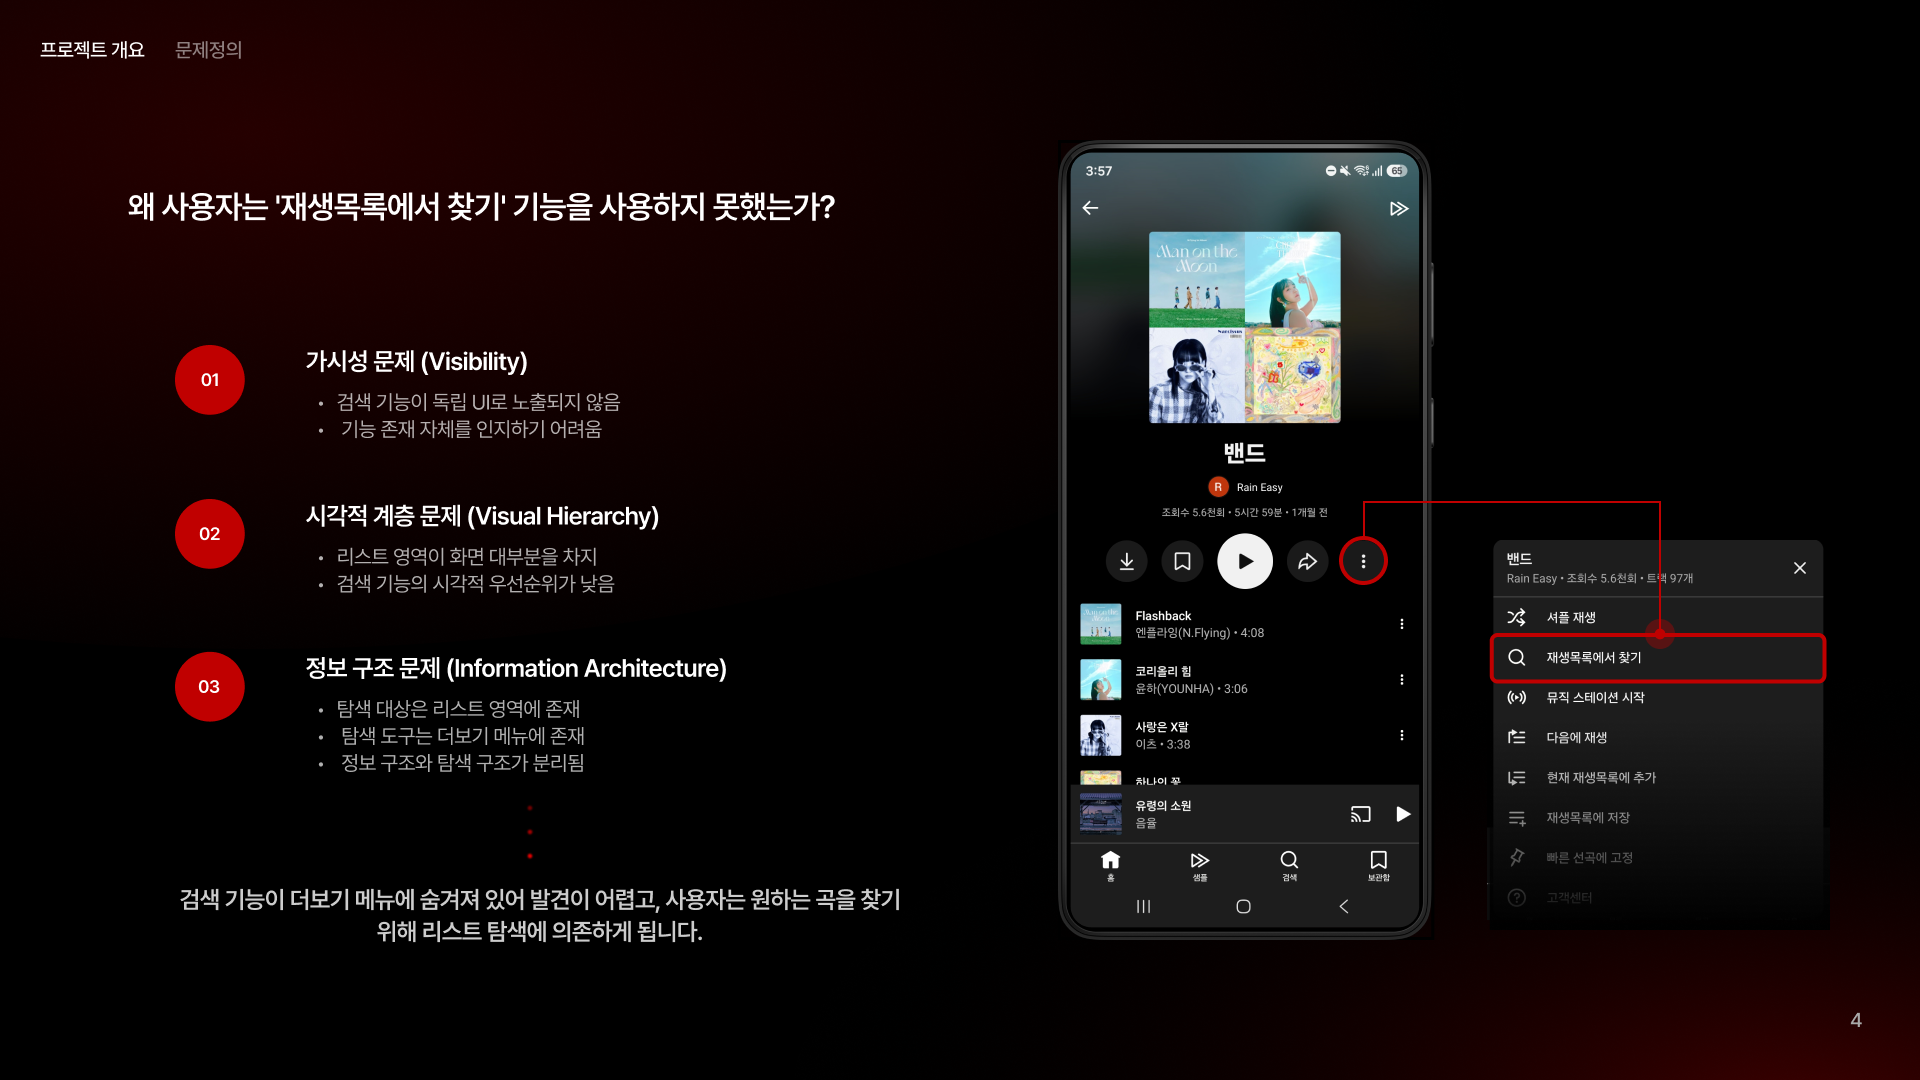 프로젝트 개요 문제정의
왜 사용자는 '재생목록에서 찾기' 기능을 사용하지 못했는가?
01
가시성 문제 (Visibility)
• 검색 기능이 독립 UI로 노출되지 않음
• 기능 존재 자체를 인지하기 어려움
02
시각적 계층 문제 (Visual Hierarchy)
• 리스트 영역이 화면 대부분을 차지
• 검색 기능의 시각적 우선순위가 낮음
03
정보 구조 문제 (Information Architecture)
• 탐색 대상은 리스트 영역에 존재
• 탐색 도구는 더보기 메뉴에 존재
• 정보 구조와 탐색 구조가 분리됨
검색 기능이 더보기 메뉴에 숨겨져 있어 발견이 어렵고, 사용자는 원하는 곡을 찾기
위해 리스트 탐색에 의존하게 됩니다.
3:57
65
Man on the
Moon
밴드
R Rain Easy
조회수 5.6천회 • 5시간 59분 • 1개월 전
Flashback
엔플라잉(N.Flying) • 4:08
코리올리 힘
윤하(YOUNHA) • 3:06
사랑은 X랄
이츠 • 3:38
하나의 꽃
유령의 소원
음율
홈 샘플 검색 보관함
밴드
Rain Easy • 조회수 5.6천회 • 트랙 97개
셔플 재생
재생목록에서 찾기
뮤직 스테이션 시작
다음에 재생
현재 재생목록에 추가
재생목록에 저장
빠른 선곡에 고정
고객센터
4